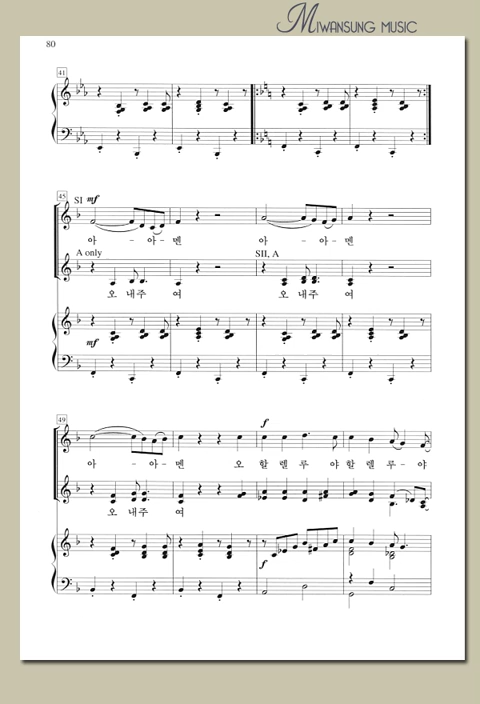 MIWANSUNG MUSIC
80
41
45
SI mf
아 - 아 - 멘 아 - 아 - 멘
A only SII, A
오 내주 여 오 내주 여
mf
49
f
아 - 아 - 멘 오 할 렐 루 야 할 렐 루 - 야
오 내주 여
f